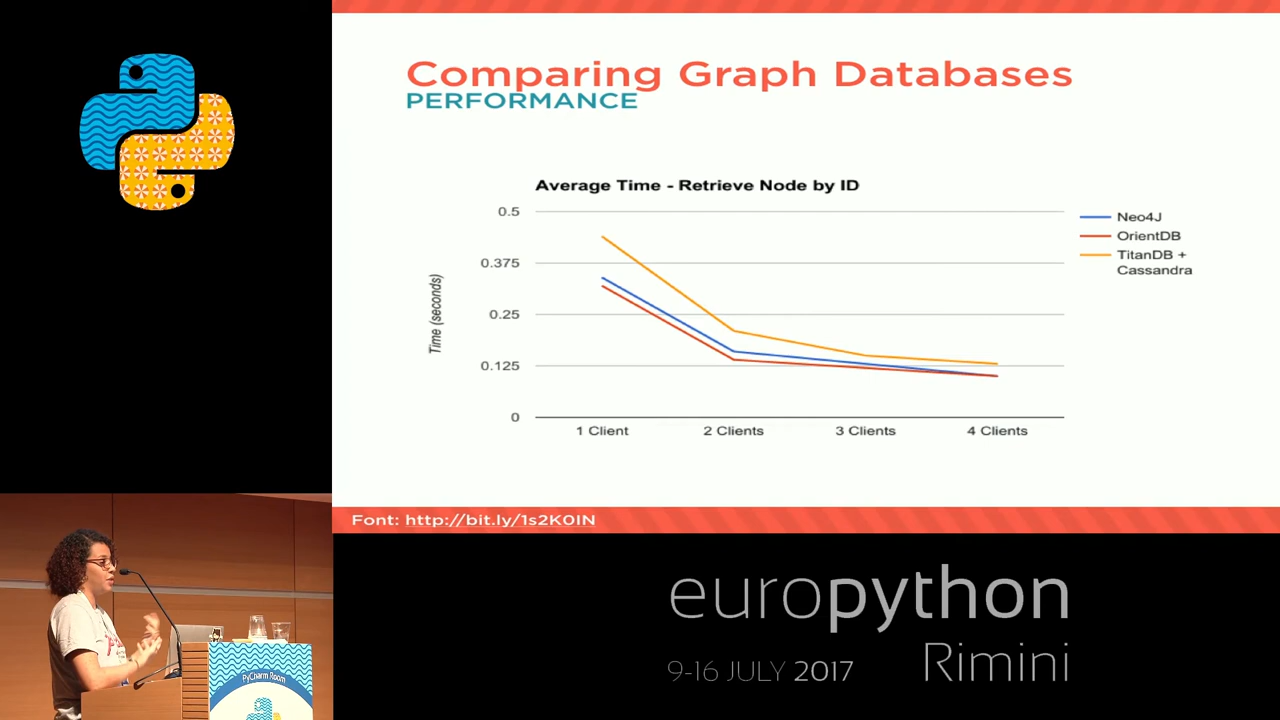 Comparing Graph Databases
PERFORMANCE
Average Time - Retrieve Node by ID
Time (seconds)
0.5
0.375
0.25
0.125
0
1 Client
2 Clients
3 Clients
4 Clients
Neo4J
OrientDB
TitanDB +
Cassandra
Font: http://bit.ly/1s2K0IN
PyCharm Room
europython
9-16 JULY 2017
Rimini